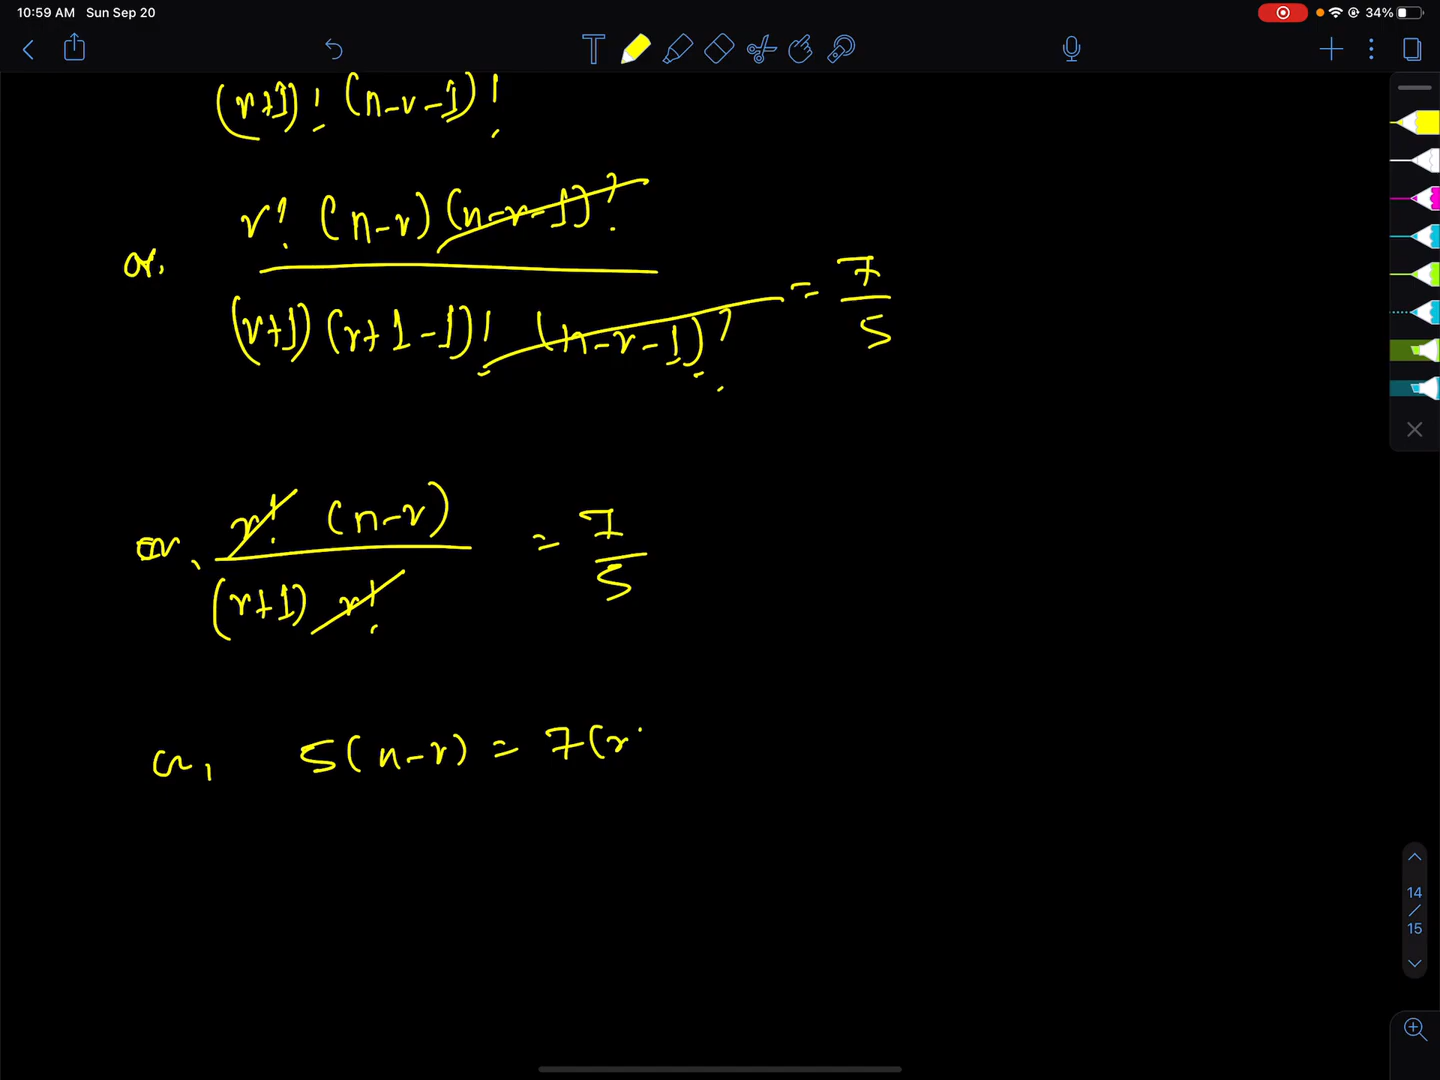 10:59 AM Sun Sep 20
34%
(r+1)! (n-r-1)!
or, r! (n-r) (n-r-1)!
(r+1) (r+1-1)! (n-r-1)! = 7/5
or, r! (n-r) = 7
(r+1) r! 5
or, 5(n-r) = 7(r
14
/
15